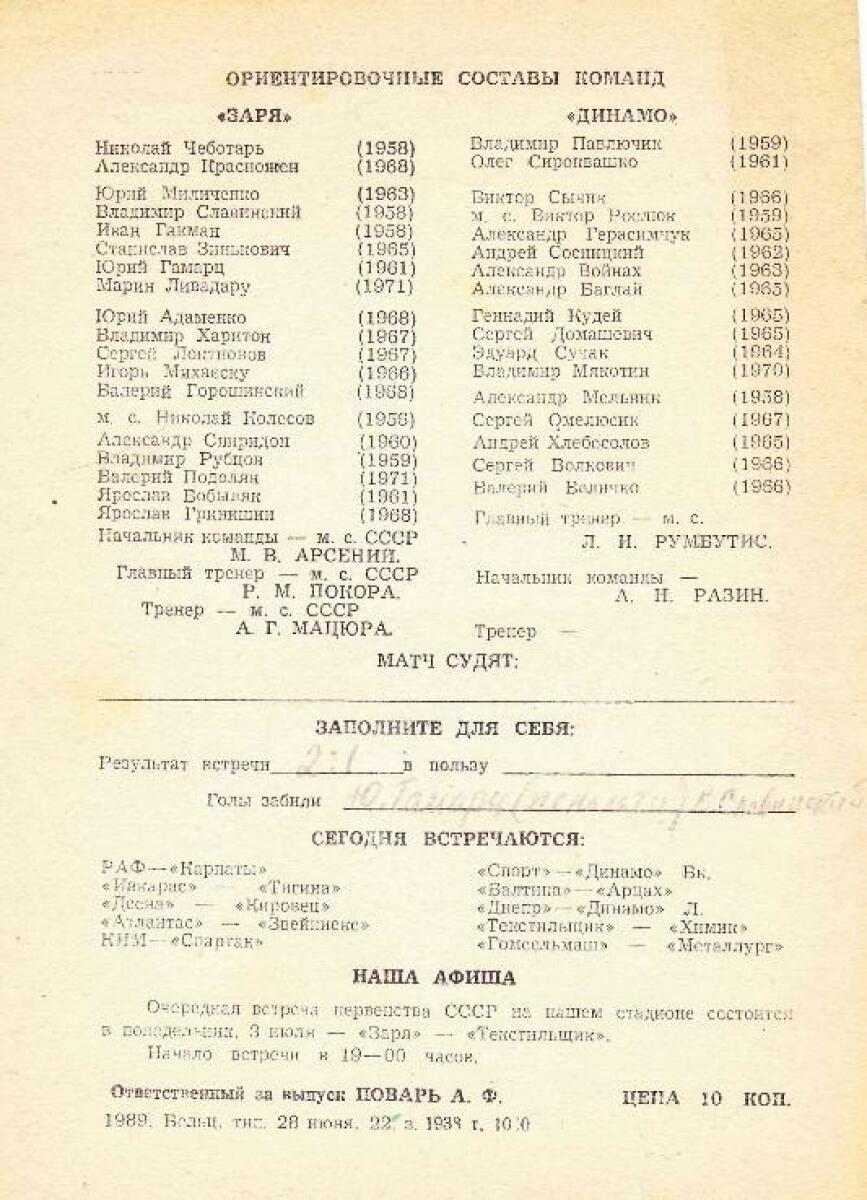 ОРИЕНТИРОВОЧНЫЕ СОСТАВЫ КОМАНД
«ЗАРЯ»
Николай Чеботарь (1958)
Александр Красножен (1968)
Юрий Миличенко (1963)
Владимир Славинский (1958)
Иван Гакман (1958)
Станислав Зинькович (1965)
Юрий Гамарц (1961)
Марин Ливадару (1971)
Юрий Адаменко (1968)
Владимир Харитон (1967)
Сергей Локтионов (1967)
Игорь Михаеску (1966)
Валерий Горошинский (1968)
м. с. Николай Колесов (1956)
Александр Спиридон (1960)
Владимир Рубцов (1959)
Валерий Подолян (1971)
Ярослав Бобыляк (1961)
Ярослав Гринишин (1968)
Начальник команды — м. с. СССР
М. В. АРСЕНИЙ.
Главный тренер — м. с. СССР
Р. М. ПОКОРА.
Тренер — м. с. СССР
А. Г. МАЦЮРА.
«ДИНАМО»
Владимир Павлючик (1959)
Олег Сироквашко (1961)
Виктор Сычик (1966)
м. с. Виктор Рослюк (1959)
Александр Герасимчук (1965)
Андрей Сосницкий (1962)
Александр Войнах (1963)
Александр Баглай (1965)
Геннадий Кудей (1965)
Сергей Домашевич (1965)
Эдуард Сучак (1964)
Владимир Мякотин (1970)
Александр Мельник (1958)
Сергей Омелюсик (1967)
Андрей Хлебосолов (1965)
Сергей Волкович (1966)
Валерий Величко (1966)
Главный тренер — м. с.
Л. И. РУМБУТИС.
Начальник команды —
А. Н. РАЗИН.
Тренер —
МАТЧ СУДЯТ:
ЗАПОЛНИТЕ ДЛЯ СЕБЯ:
Результат встречи 2:1 в пользу
Голы забили Ю. Гамарц (пенальти)
СЕГОДНЯ ВСТРЕЧАЮТСЯ:
РАФ—«Карпаты»
«Инкарас» — «Тигина»
«Десна» — «Кировец»
«Атлантас» — «Звейниекс»
КИМ—«Спартак»
«Спорт»—«Динамо» Бк.
«Балтика»—«Арцах»
«Днепр»—«Динамо» Л.
«Текстильщик» — «Химик»
«Гомсельмаш» — «Металлург»
НАША АФИША
Очередная встреча первенства СССР на нашем стадионе состоится
в понедельник, 3 июля — «Заря» — «Текстильщик».
Начало встречи в 19—00 часов.
Ответственный за выпуск ПОВАРЬ А. Ф. ЦЕНА 10 КОП.
1989. Бельц. тип. 28 июня. 22 з. 1938 т. 1000